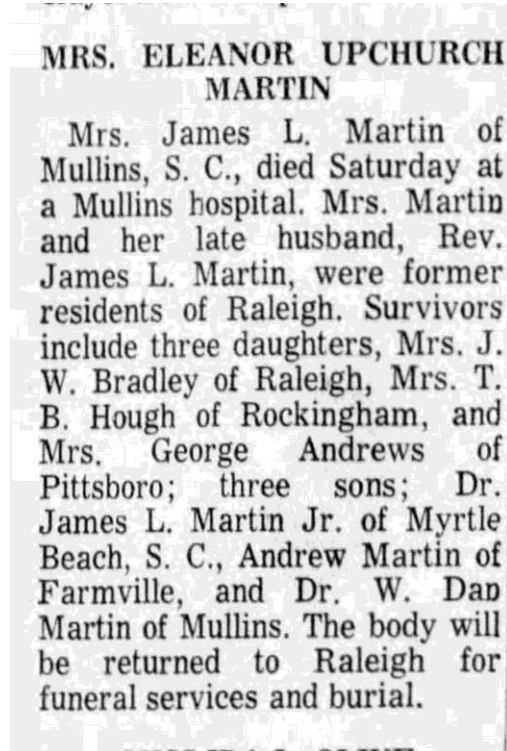 MRS. ELEANOR UPCHURCH
MARTIN
Mrs. James L. Martin of
Mullins, S. C., died Saturday at
a Mullins hospital. Mrs. Martin
and her late husband, Rev.
James L. Martin, were former
residents of Raleigh. Survivors
include three daughters, Mrs. J.
W. Bradley of Raleigh, Mrs. T.
B. Hough of Rockingham, and
Mrs. George Andrews of
Pittsboro; three sons; Dr.
James L. Martin Jr. of Myrtle
Beach, S. C., Andrew Martin of
Farmville, and Dr. W. Dan
Martin of Mullins. The body will
be returned to Raleigh for
funeral services and burial.